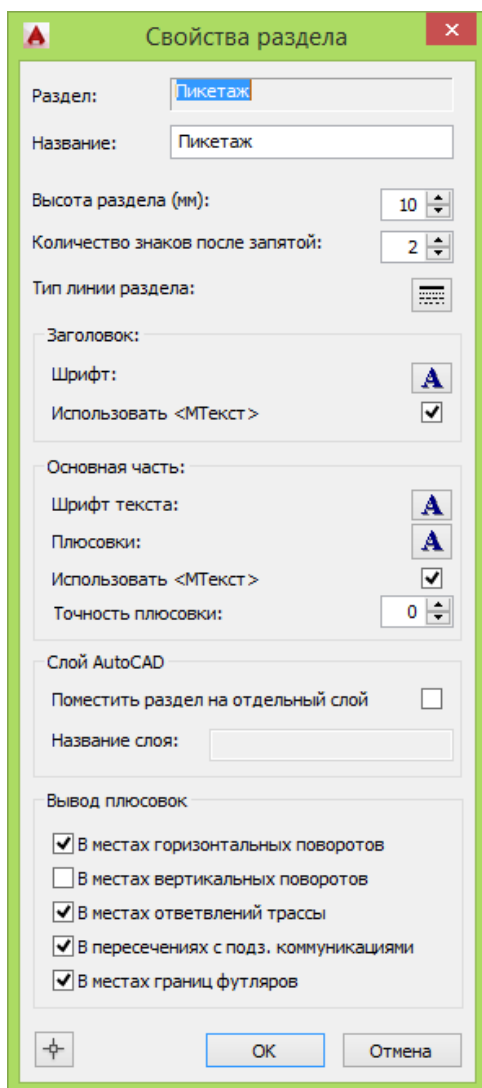 Свойства раздела
Раздел: Пикетаж
Название: Пикетаж
Высота раздела (мм): 10
Количество знаков после запятой: 2
Тип линии раздела:
Заголовок:
Шрифт: A
Использовать <МТекст>
Основная часть:
Шрифт текста: A
Плюсовки: A
Использовать <МТекст>
Точность плюсовки: 0
Слой AutoCAD
Поместить раздел на отдельный слой
Название слоя:
Вывод плюсовок
В местах горизонтальных поворотов
В местах вертикальных поворотов
В местах ответвлений трассы
В пересечениях с подз. коммуникациями
В местах границ футляров
OK Отмена